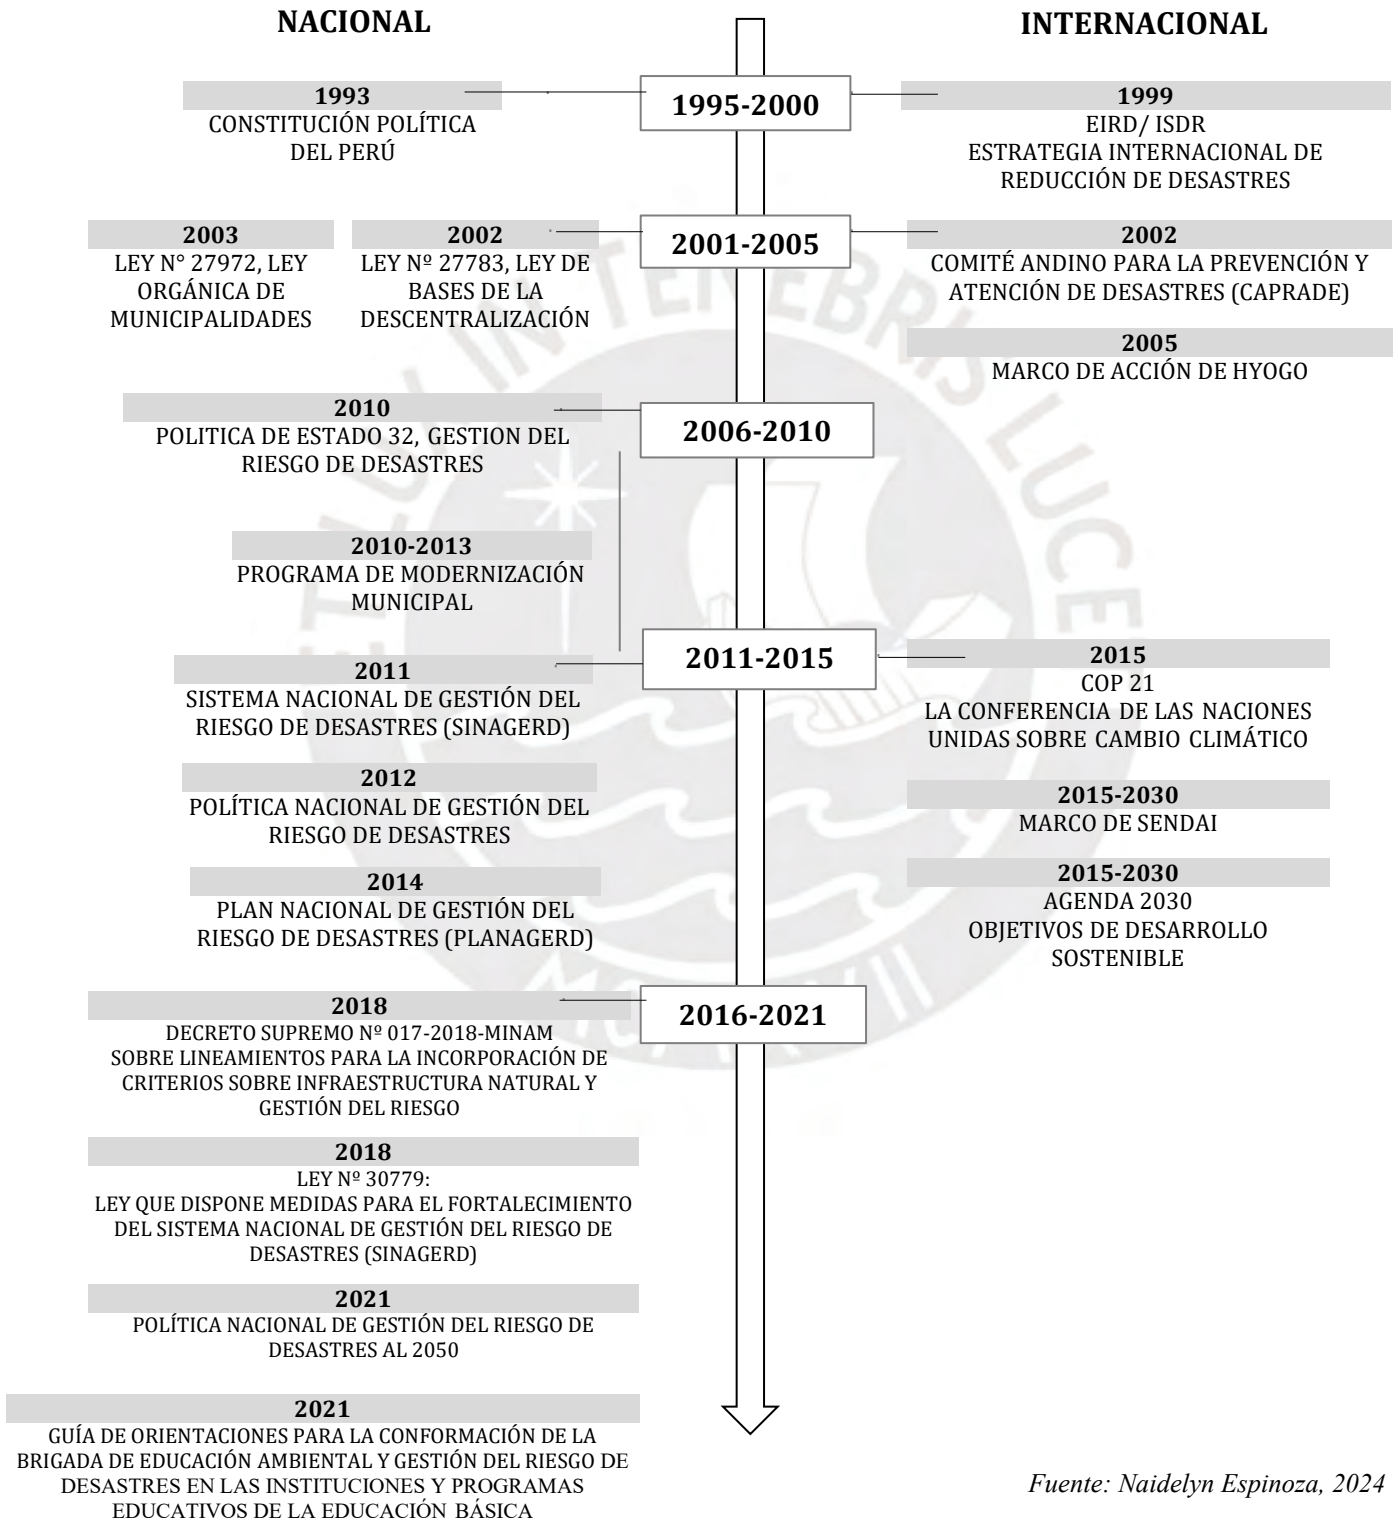 NACIONAL
INTERNACIONAL
1995-2000
1993
CONSTITUCIÓN POLÍTICA
DEL PERÚ
1999
EIRD/ ISDR
ESTRATEGIA INTERNACIONAL DE
REDUCCIÓN DE DESASTRES
2001-2005
2003
LEY N° 27972, LEY
ORGÁNICA DE
MUNICIPALIDADES
2002
LEY Nº 27783, LEY DE
BASES DE LA
DESCENTRALIZACIÓN
2002
COMITÉ ANDINO PARA LA PREVENCIÓN Y
ATENCIÓN DE DESASTRES (CAPRADE)
2005
MARCO DE ACCIÓN DE HYOGO
2006-2010
2010
POLITICA DE ESTADO 32, GESTION DEL
RIESGO DE DESASTRES
2010-2013
PROGRAMA DE MODERNIZACIÓN
MUNICIPAL
2011-2015
2011
SISTEMA NACIONAL DE GESTIÓN DEL
RIESGO DE DESASTRES (SINAGERD)
2012
POLÍTICA NACIONAL DE GESTIÓN DEL
RIESGO DE DESASTRES
2014
PLAN NACIONAL DE GESTIÓN DEL
RIESGO DE DESASTRES (PLANAGERD)
2015
COP 21
LA CONFERENCIA DE LAS NACIONES
UNIDAS SOBRE CAMBIO CLIMÁTICO
2015-2030
MARCO DE SENDAI
2015-2030
AGENDA 2030
OBJETIVOS DE DESARROLLO
SOSTENIBLE
2016-2021
2018
DECRETO SUPREMO Nº 017-2018-MINAM
SOBRE LINEAMIENTOS PARA LA INCORPORACIÓN DE
CRITERIOS SOBRE INFRAESTRUCTURA NATURAL Y
GESTIÓN DEL RIESGO
2018
LEY Nº 30779:
LEY QUE DISPONE MEDIDAS PARA EL FORTALECIMIENTO
DEL SISTEMA NACIONAL DE GESTIÓN DEL RIESGO DE
DESASTRES (SINAGERD)
2021
POLÍTICA NACIONAL DE GESTIÓN DEL RIESGO DE
DESASTRES AL 2050
2021
GUÍA DE ORIENTACIONES PARA LA CONFORMACIÓN DE LA
BRIGADA DE EDUCACIÓN AMBIENTAL Y GESTIÓN DEL RIESGO DE
DESASTRES EN LAS INSTITUCIONES Y PROGRAMAS
EDUCATIVOS DE LA EDUCACIÓN BÁSICA
Fuente: Naidelyn Espinoza, 2024
ET LUX IN TENEBRIS LUCET